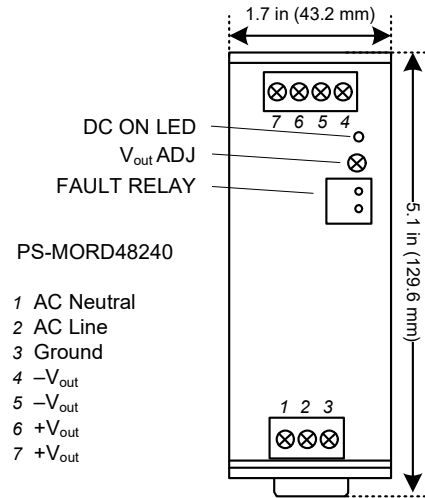 1.7 in (43.2 mm)
7 6 5 4
DC ON LED
Vout ADJ
FAULT RELAY
5.1 in (129.6 mm)
PS-MORD48240
1 AC Neutral
2 AC Line
3 Ground
4 –Vout
5 –Vout
6 +Vout
7 +Vout
1 2 3